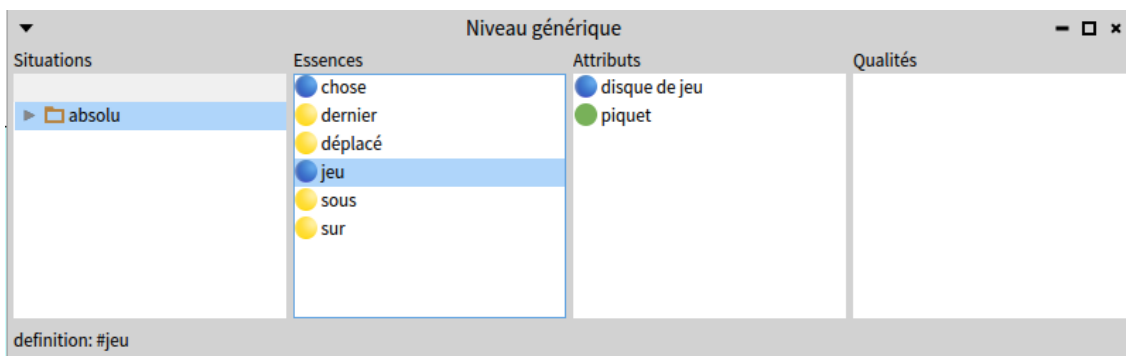 Niveau générique
Situations
Essences
Attributs
Qualités
absolu
chose
dernier
déplacé
jeu
sous
sur
disque de jeu
piquet
definition: #jeu